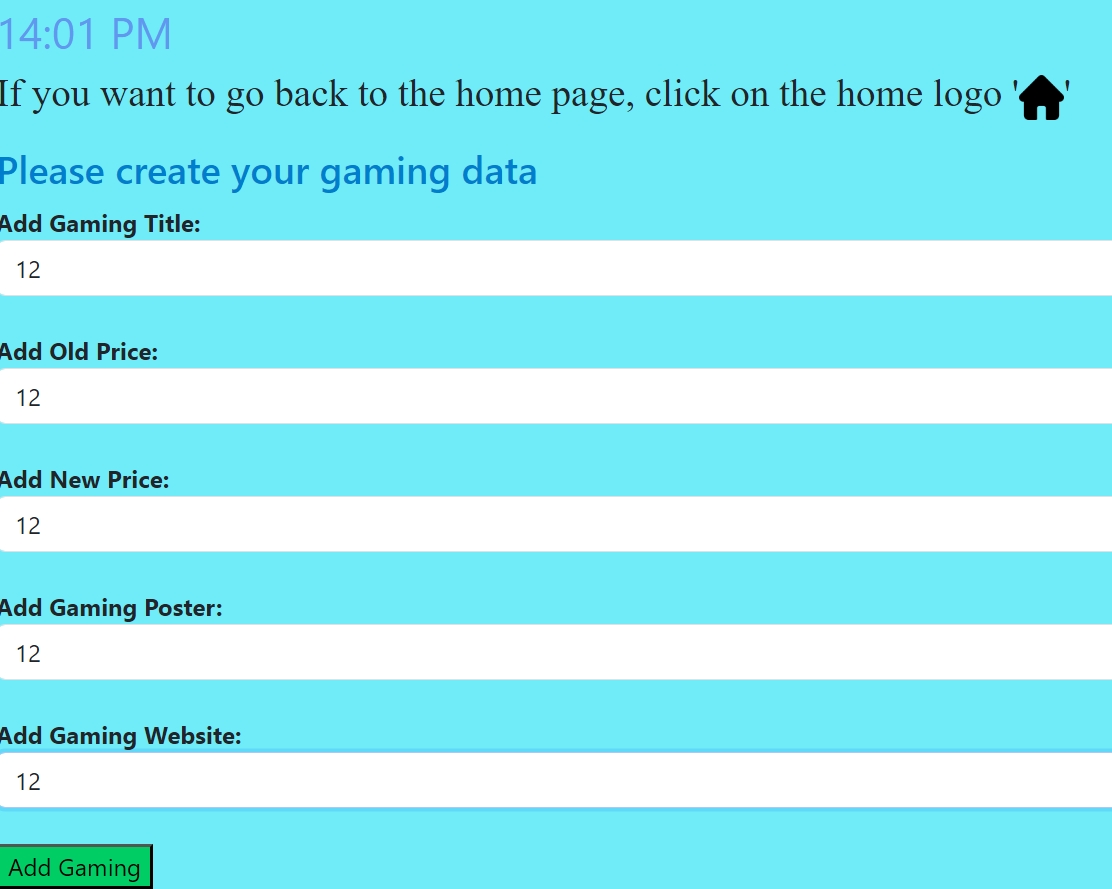 14:01 PM
If you want to go back to the home page, click on the home logo ' '
Please create your gaming data
Add Gaming Title:
12
Add Old Price:
12
Add New Price:
12
Add Gaming Poster:
12
Add Gaming Website:
12
Add Gaming